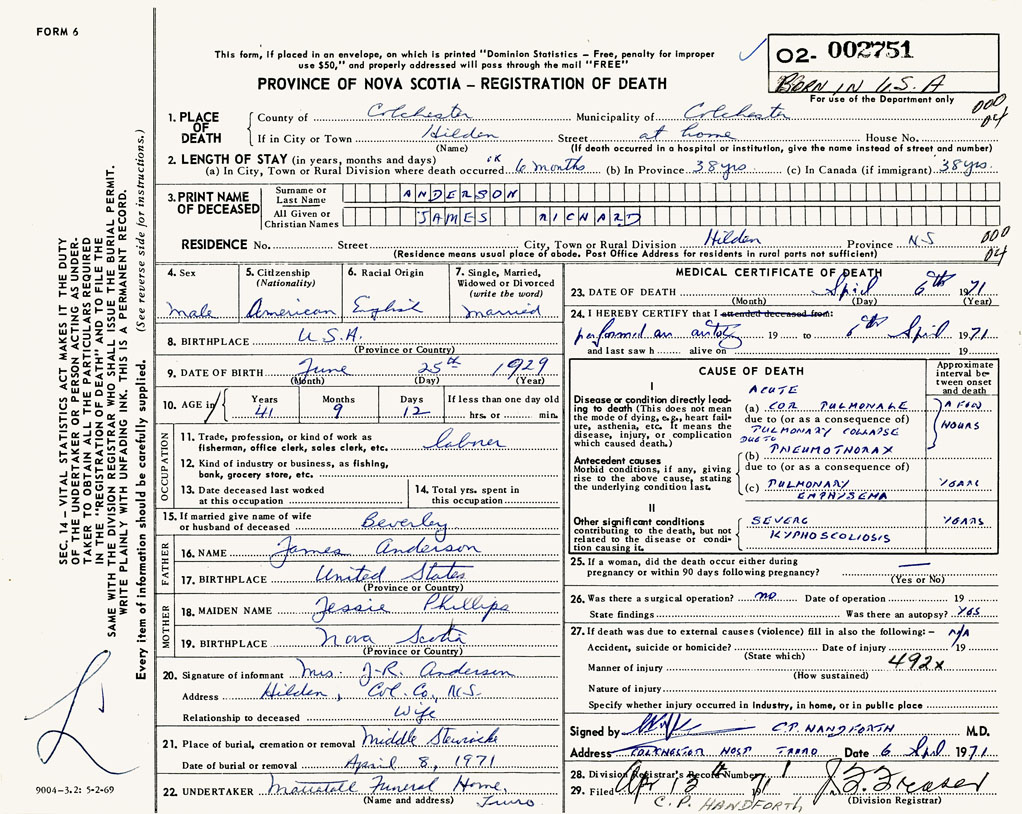 FORM 6
This form, if placed in an envelope, on which is printed "Dominion Statistics – Free, penalty for improper
use $50," and properly addressed will pass through the mail "FREE"
O2- 002751
BORN IN U.S.A
For use of the Department only
PROVINCE OF NOVA SCOTIA – REGISTRATION OF DEATH
000
04
1. PLACE OF DEATH
County of Colchester Municipality of Colchester
If in City or Town Hilden Street at home House No.
(Name) (If death occurred in a hospital or institution, give the name instead of street and number)
2. LENGTH OF STAY (in years, months and days)
(a) In City, Town or Rural Division where death occurred 6 months (b) In Province 38 yrs. (c) In Canada (if immigrant) 38 yrs.
3. PRINT NAME OF DECEASED
Surname or Last Name ANDERSON
All Given or Christian Names JAMES RICHARD
RESIDENCE No. Street City, Town or Rural Division Hilden Province NS
000
04
(Residence means usual place of abode. Post Office Address for residents in rural parts not sufficient)
4. Sex
male
5. Citizenship
(Nationality)
American
6. Racial Origin
English
7. Single, Married,
Widowed or Divorced
(write the word)
married
8. BIRTHPLACE U.S.A.
(Province or Country)
9. DATE OF BIRTH June 25th 1929
(Month) (Day) (Year)
10. AGE in
Years Months Days If less than one day old
41 9 12 hrs. or min.
OCCUPATION
11. Trade, profession, or kind of work as
fisherman, office clerk, sales clerk, etc.
12. Kind of industry or business, as fishing,
bank, grocery store, etc.
13. Date deceased last worked
at this occupation
14. Total yrs. spent in
this occupation
15. If married give name of wife
or husband of deceased Beverley
FATHER
16. NAME James Anderson
17. BIRTHPLACE United States
(Province or Country)
MOTHER
18. MAIDEN NAME Jessie Phillips
19. BIRTHPLACE Nova Scotia
(Province or Country)
20. Signature of informant Mrs. J.R. Anderson
Address Hilden, Col. Co., N.S.
Relationship to deceased Wife
21. Place of burial, cremation or removal Middle Stewiacke
Date of burial or removal April 8, 1971
22. UNDERTAKER Funeral Home,
(Name and address) Truro
MEDICAL CERTIFICATE OF DEATH
23. DATE OF DEATH April 6th 1971
(Month) (Day) (Year)
24. I HEREBY CERTIFY that I attended deceased from:
performed an 19 to 6th April 1971
and last saw h alive on 19
CAUSE OF DEATH
Approximate
interval be-
tween onset
and death
I
Disease or condition directly lead-
ing to death (This does not mean
the mode of dying, e.g., heart fail-
ure, asthenia, etc. It means the
disease, injury, or complication
which caused death.)
ACUTE
(a) COR PULMONALE
A FEW
HOURS
due to (or as a consequence of)
PULMONARY COLLAPSE
DUE TO
(b) PNEUMOTHORAX
Antecedent causes
Morbid conditions, if any, giving
rise to the above cause, stating
the underlying condition last.
due to (or as a consequence of)
(c) PULMONARY
EMPHYSEMA
YEARS
II
Other significant conditions
contributing to the death, but not
related to the disease or condi-
tion causing it.
SEVERE
KYPHOSCOLIOSIS
YEARS
25. If a woman, did the death occur either during
pregnancy or within 90 days following pregnancy?
(Yes or No)
26. Was there a surgical operation? NO Date of operation 19
State findings Was there an autopsy? YES
27. If death was due to external causes (violence) fill in also the following:– N/A
Accident, suicide or homicide? Date of injury 19
(State which)
492x
Manner of injury
(How sustained)
Nature of injury
Specify whether injury occurred in industry, in home, or in public place
Signed by C.P. HANDFORTH M.D.
Address HOSP TRURO Date 6 April 1971
28. Division Registrar's Record Number 71
29. Filed Apr 13th 71 J. F. Fraser
C.P. HANDFORTH (Division Registrar)
SEC. 14 – VITAL STATISTICS ACT MAKES IT THE DUTY
OF THE UNDERTAKER OR PERSON ACTING AS UNDER-
TAKER TO OBTAIN ALL THE PARTICULARS REQUIRED
IN THE "REGISTRATION OF DEATH" AND TO FILE THE
SAME WITH THE DIVISION REGISTRAR WHO SHALL ISSUE THE BURIAL PERMIT.
WRITE PLAINLY WITH UNFADING INK. THIS IS A PERMANENT RECORD.
Every item of information should be carefully supplied. (See reverse side for instructions.)
9004-3.2: 5-2-69